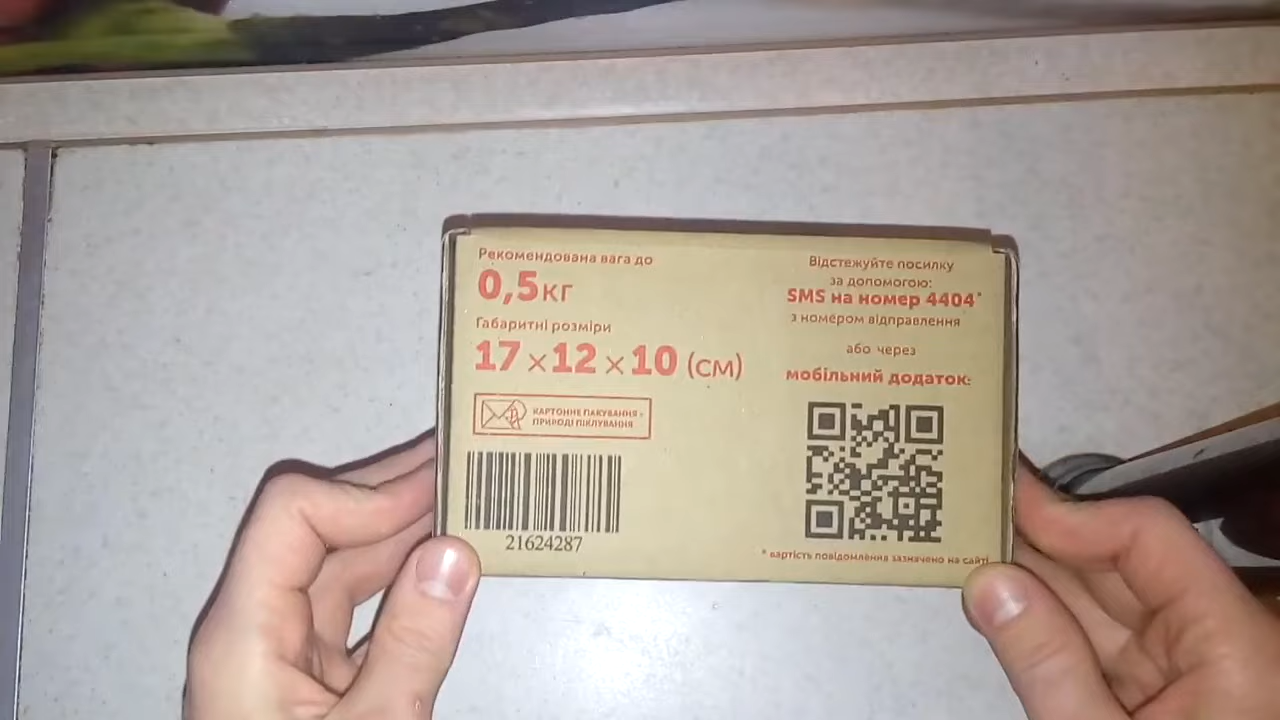 Рекомендована вага до
0,5кг
Габаритні розміри
17×12×10 (см)
КАРТОННЕ ПАКУВАННЯ -
ПРИРОДІ ПІКЛУВАННЯ
21624287
Відстежуйте посилку
за допомогою:
SMS на номер 4404*
з номером відправлення
або через
мобільний додаток:
* вартість повідомлення зазначено на сайті